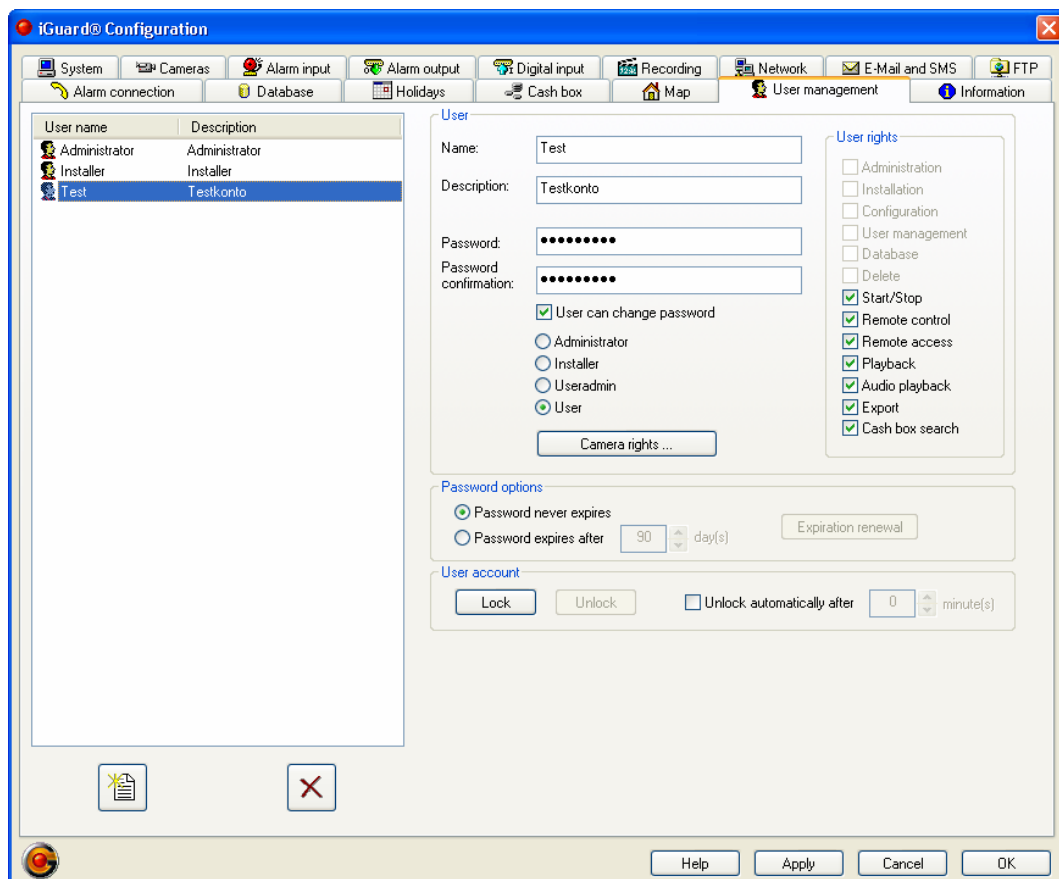 iGuard® Configuration
System Cameras Alarm input Alarm output Digital input Recording Network E-Mail and SMS FTP
Alarm connection Database Holidays Cash box Map User management Information
User name Description
Administrator Administrator
Installer Installer
Test Testkonto
User
Name: Test
Description: Testkonto
Password: •••••••••
Password
confirmation: •••••••••
User can change password
Administrator
Installer
Useradmin
User
Camera rights ...
User rights
Administration
Installation
Configuration
User management
Database
Delete
Start/Stop
Remote control
Remote access
Playback
Audio playback
Export
Cash box search
Password options
Password never expires
Password expires after 90 day(s)
Expiration renewal
User account
Lock Unlock Unlock automatically after 0 minute(s)
Help Apply Cancel OK